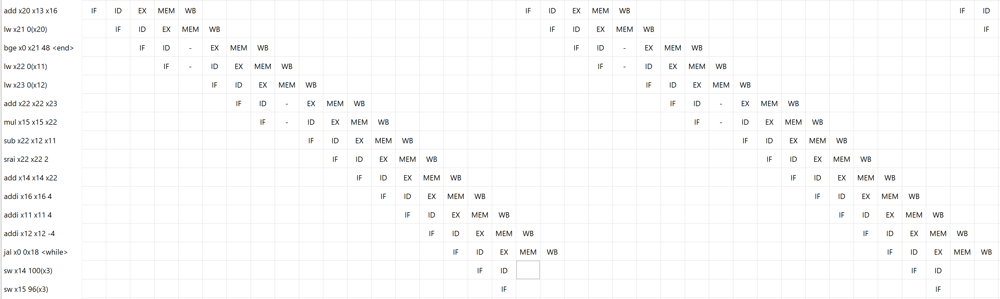 add x20 x13 x16 IF ID EX MEM WB IF ID EX MEM WB IF ID
lw x21 0(x20) IF ID EX MEM WB IF ID EX MEM WB IF
bge x0 x21 48 <end> IF ID - EX MEM WB IF ID - EX MEM WB
lw x22 0(x11) IF - ID EX MEM WB IF - ID EX MEM WB
lw x23 0(x12) IF ID EX MEM WB IF ID EX MEM WB
add x22 x22 x23 IF ID - EX MEM WB IF ID - EX MEM WB
mul x15 x15 x22 IF - ID EX MEM WB IF - ID EX MEM WB
sub x22 x12 x11 IF ID EX MEM WB IF ID EX MEM WB
srai x22 x22 2 IF ID EX MEM WB IF ID EX MEM WB
add x14 x14 x22 IF ID EX MEM WB IF ID EX MEM WB
addi x16 x16 4 IF ID EX MEM WB IF ID EX MEM WB
addi x11 x11 4 IF ID EX MEM WB IF ID EX MEM WB
addi x12 x12 -4 IF ID EX MEM WB IF ID EX MEM WB
jal x0 0x18 <while> IF ID EX MEM WB IF ID EX MEM WB
sw x14 100(x3) IF ID IF ID
sw x15 96(x3) IF IF